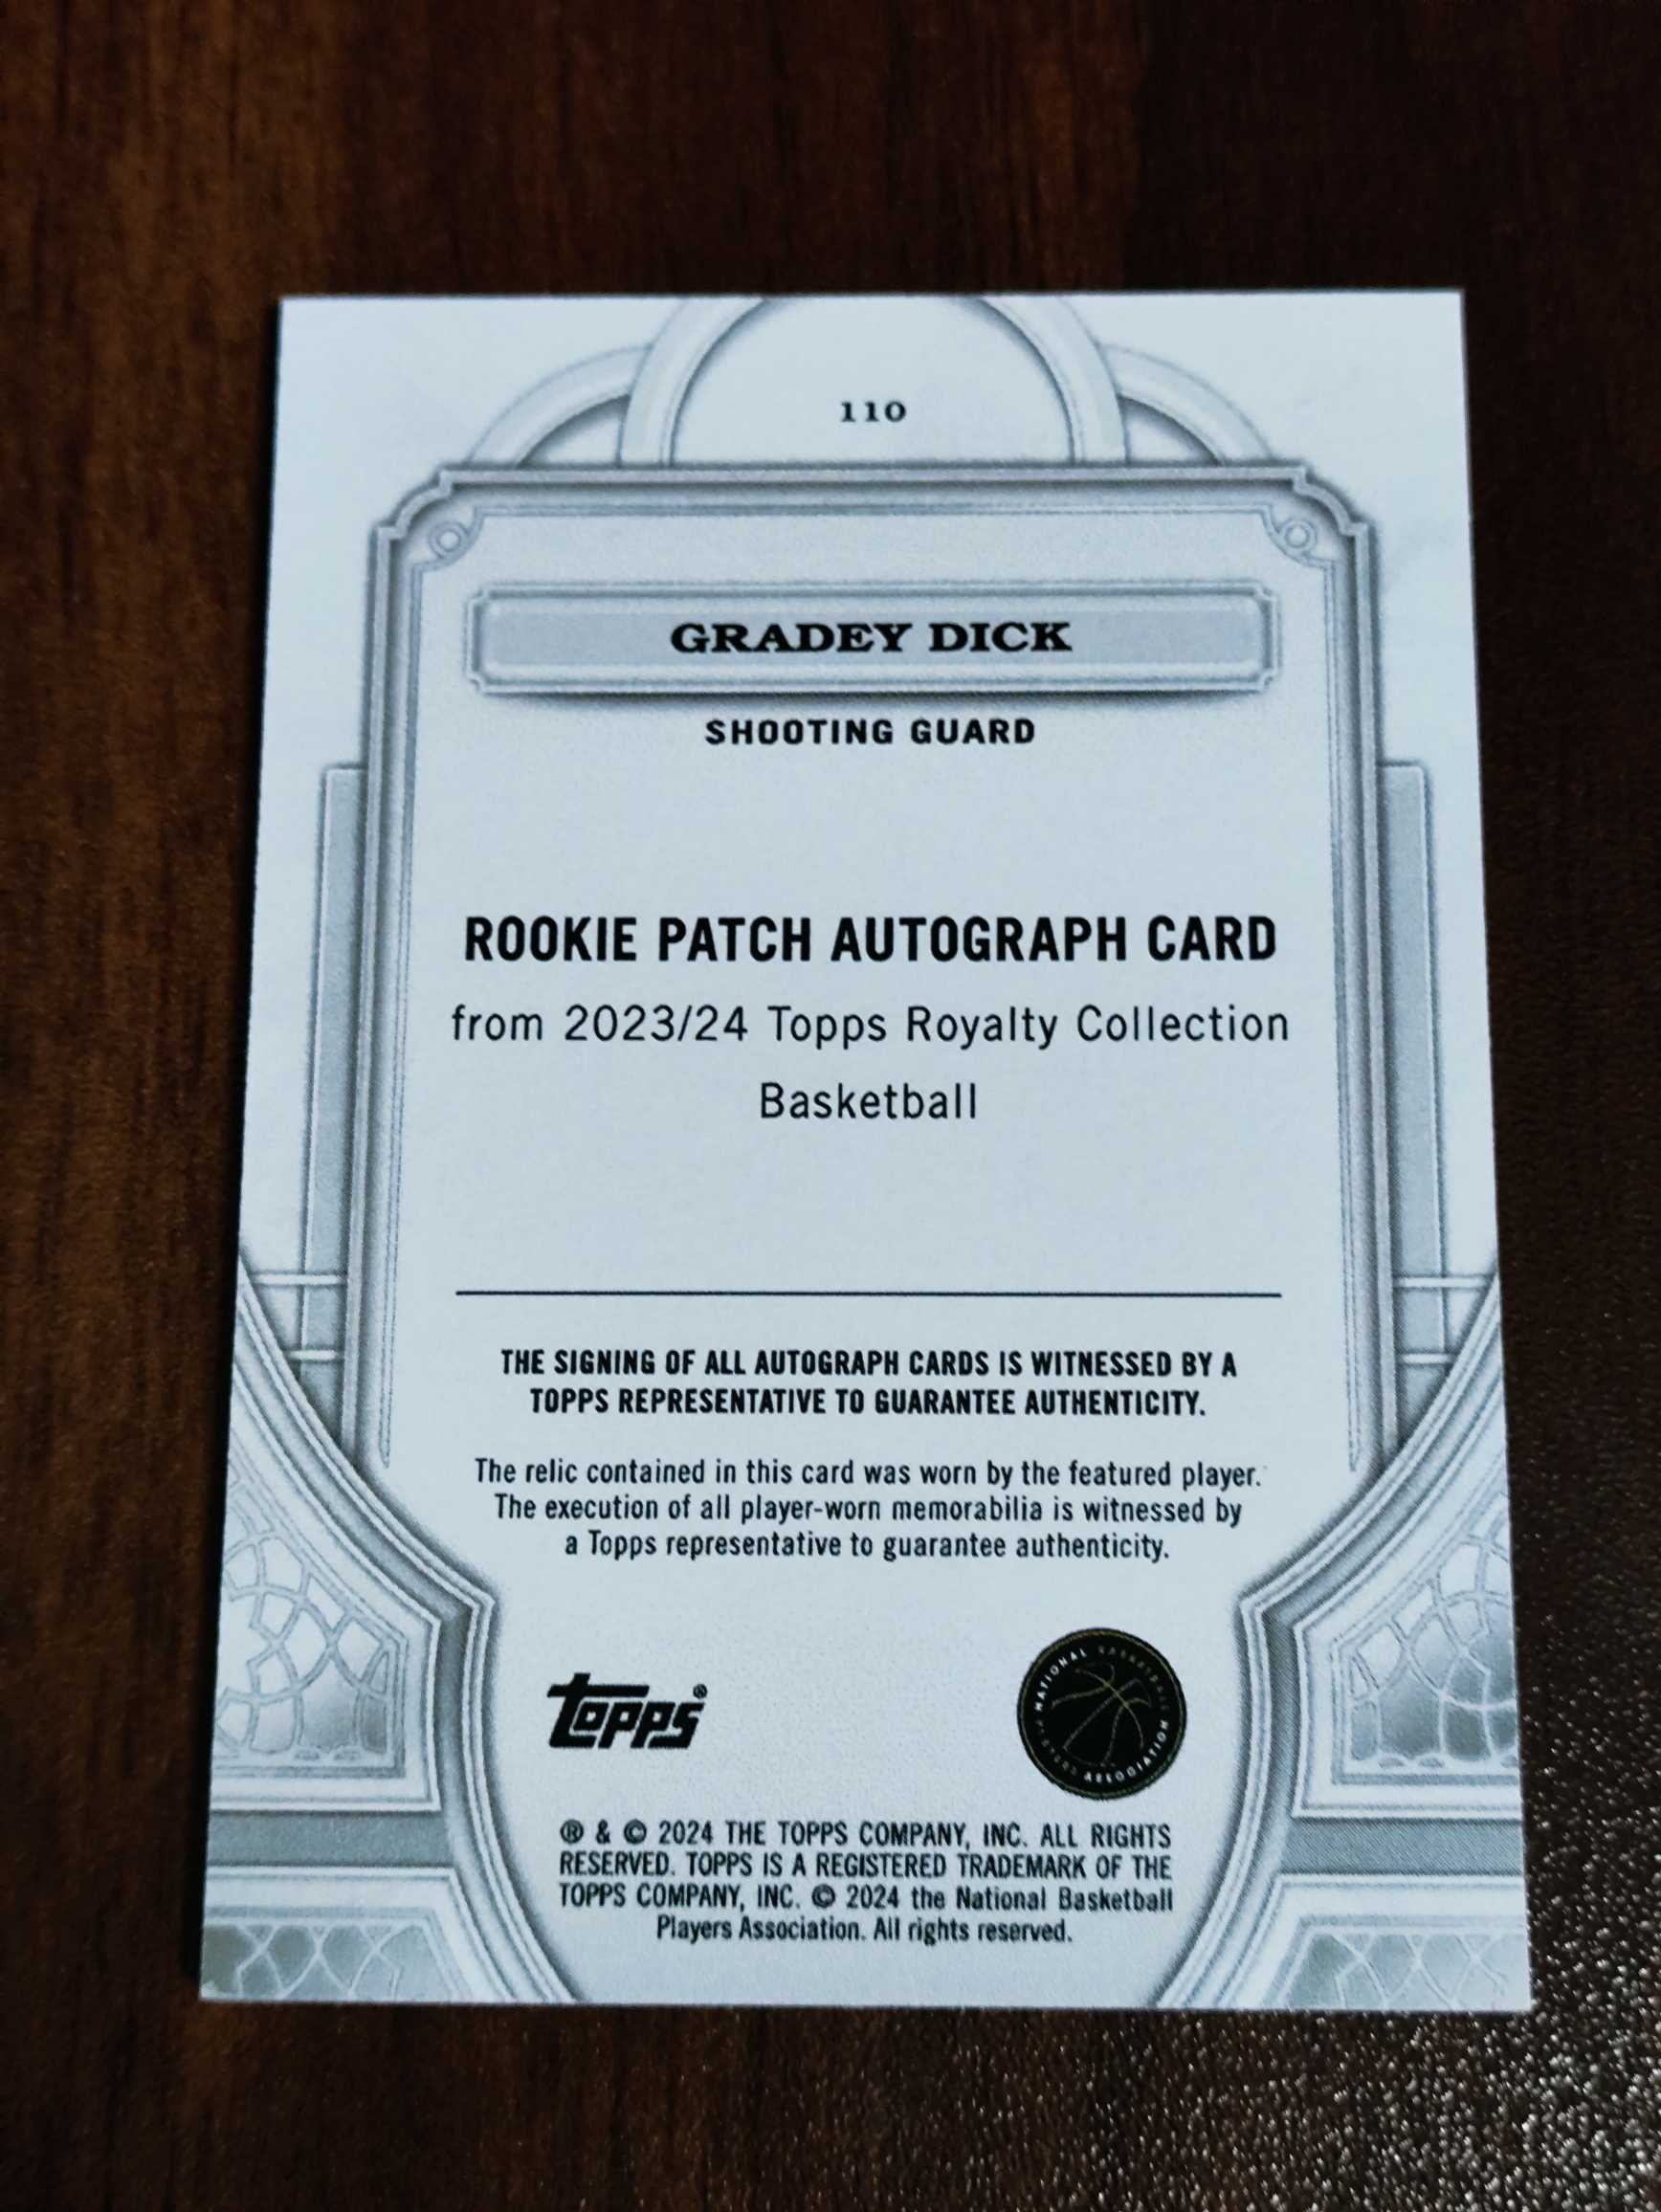 110
GRADEY DICK
SHOOTING GUARD
ROOKIE PATCH AUTOGRAPH CARD
from 2023/24 Topps Royalty Collection
Basketball
THE SIGNING OF ALL AUTOGRAPH CARDS IS WITNESSED BY A
TOPPS REPRESENTATIVE TO GUARANTEE AUTHENTICITY.
The relic contained in this card was worn by the featured player.
The execution of all player-worn memorabilia is witnessed by
a Topps representative to guarantee authenticity.
topps®
NATIONAL BASKETBALL PLAYERS ASSOCIATION
® & © 2024 THE TOPPS COMPANY, INC. ALL RIGHTS
RESERVED. TOPPS IS A REGISTERED TRADEMARK OF THE
TOPPS COMPANY, INC. © 2024 the National Basketball
Players Association. All rights reserved.